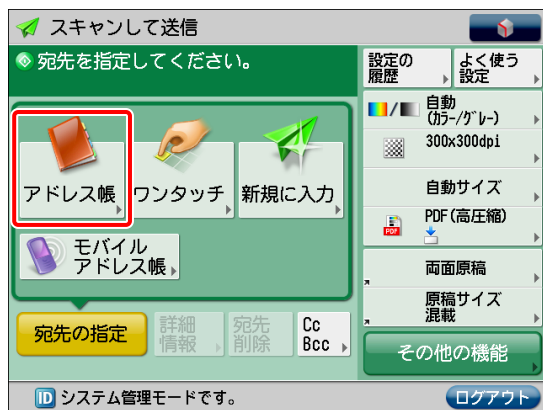 スキャンして送信
宛先を指定してください。
設定の
履歴
よく使う
設定
アドレス帳
ワンタッチ
新規に入力
モバイル
アドレス帳
自動
(ｶﾗｰ/ｸﾞﾚｰ)
300x300dpi
自動サイズ
PDF
PDF(高圧縮)
両面原稿
原稿サイズ
混載
宛先の指定
詳細
情報
宛先
削除
Cc
Bcc
その他の機能
ID システム管理モードです。
ログアウト